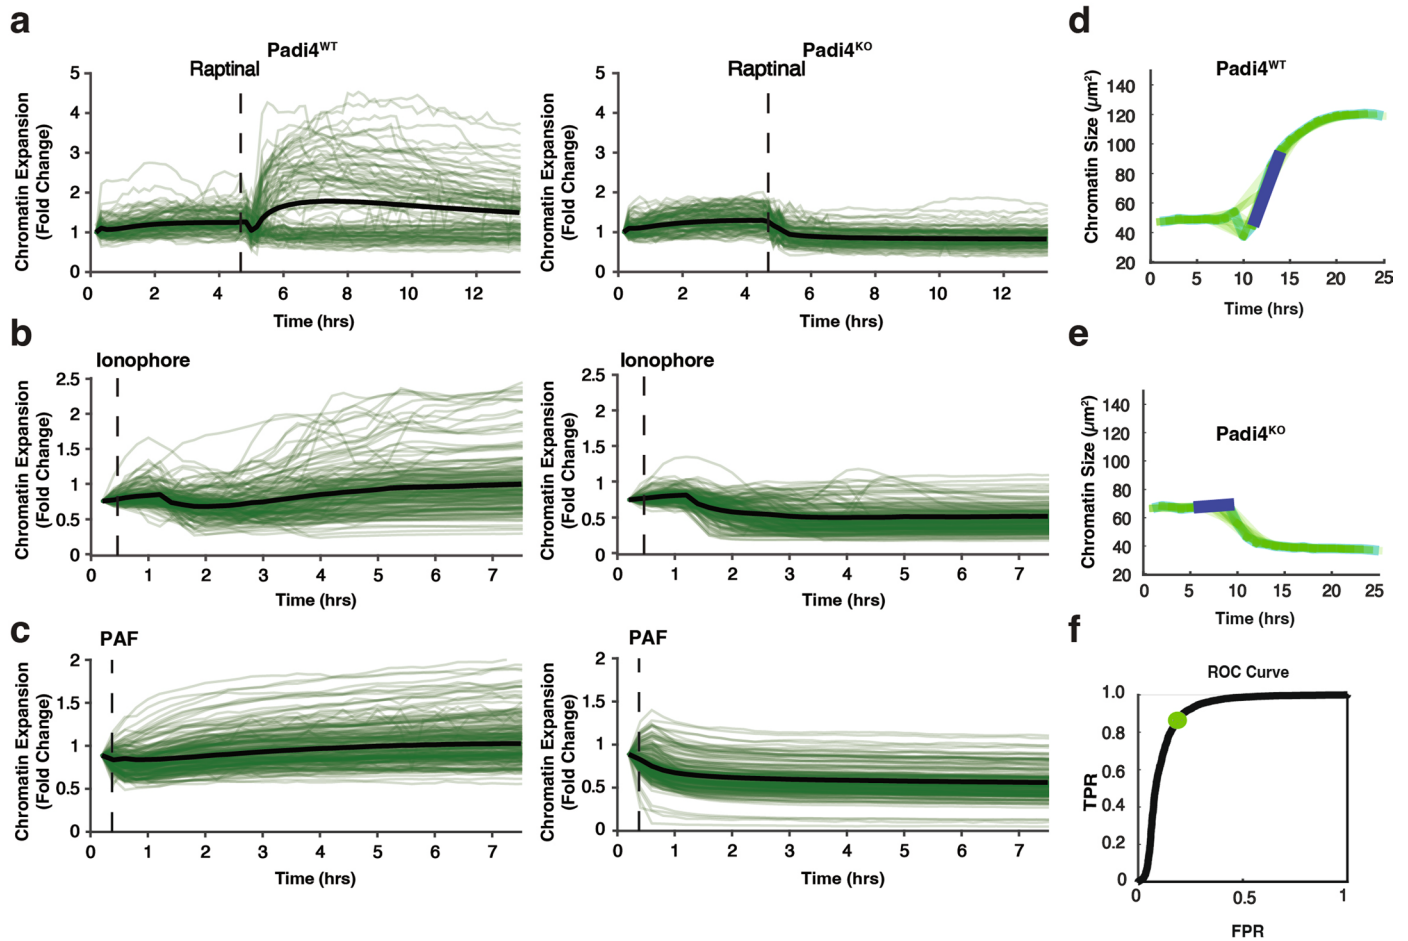 a
Padi4WT
Raptinal
Chromatin Expansion
(Fold Change)
5
4
3
2
1
0
0 2 4 6 8 10 12
Time (hrs)
Padi4KO
Raptinal
Chromatin Expansion
(Fold Change)
5
4
3
2
1
0
0 2 4 6 8 10 12
Time (hrs)
b
Ionophore
Chromatin Expansion
(Fold Change)
2.5
2
1.5
1
0.5
0
0 1 2 3 4 5 6 7
Time (hrs)
Ionophore
Chromatin Expansion
(Fold Change)
2.5
2
1.5
1
0.5
0
0 1 2 3 4 5 6 7
Time (hrs)
c
PAF
Chromatin Expansion
(Fold Change)
2
1.5
1
0.5
0
0 1 2 3 4 5 6 7
Time (hrs)
PAF
Chromatin Expansion
(Fold Change)
2
1.5
1
0.5
0
0 1 2 3 4 5 6 7
Time (hrs)
d
Padi4WT
Chromatin Size (µm²)
140
120
100
80
60
40
20
0 5 10 15 20 25
Time (hrs)
e
Padi4KO
Chromatin Size (µm²)
140
120
100
80
60
40
20
0 5 10 15 20 25
Time (hrs)
f
ROC Curve
TPR
1.0
0.8
0.6
0.4
0.2
0
0 0.5 1
FPR